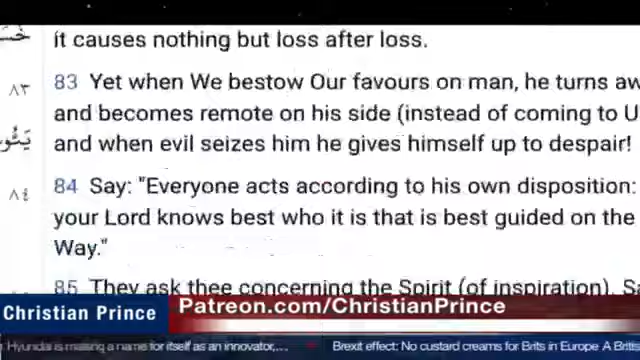 it causes nothing but loss after loss.
٨٣
83 Yet when We bestow Our favours on man, he turns aw
and becomes remote on his side (instead of coming to U
and when evil seizes him he gives himself up to despair!
٨٤
84 Say: "Everyone acts according to his own disposition:
your Lord knows best who it is that is best guided on the
Way."
85 They ask thee concerning the Spirit (of inspiration). Sa
Christian Prince
Patreon.com/ChristianPrince
Hyundai is making a name for itself as an innovator,...
Brexit effect: No custard creams for Brits in Europe A Britis